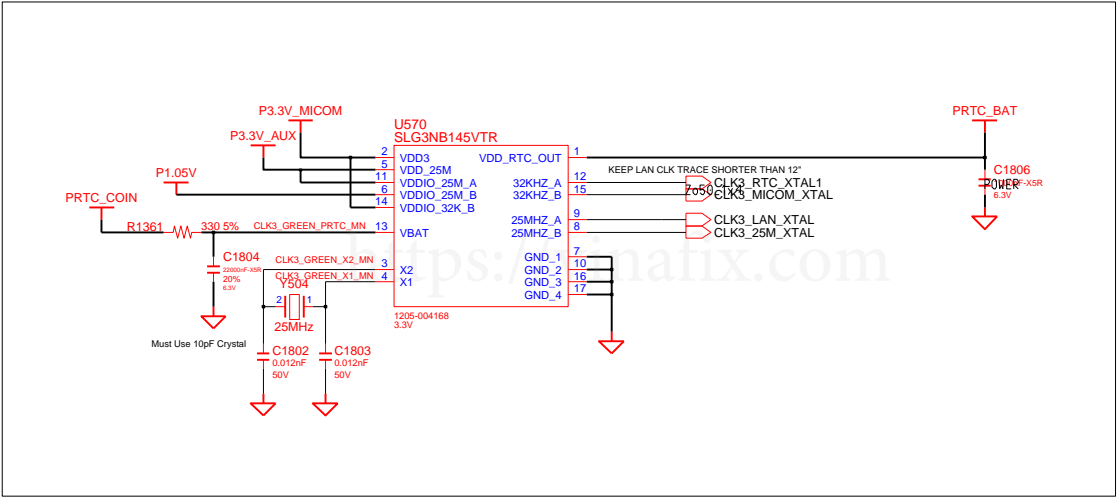 P3.3V_MICOM
P3.3V_AUX
P1.05V
PRTC_COIN
R1361
330 5%
CLK3_GREEN_PRTC_MN
C1804
22000nF-X5R
20%
6.3V
CLK3_GREEN_X2_MN
CLK3_GREEN_X1_MN
Y504
2
1
25MHz
Must Use 10pF Crystal
C1802
0.012nF
50V
C1803
0.012nF
50V
U570
SLG3NB145VTR
2 VDD3
5 VDD_25M
11 VDDIO_25M_A
6 VDDIO_25M_B
14 VDDIO_32K_B
13 VBAT
3 X2
4 X1
VDD_RTC_OUT 1
32KHZ_A 12
32KHZ_B 15
25MHZ_A 9
25MHZ_B 8
GND_1 7
GND_2 10
GND_3 16
GND_4 17
1205-004168
3.3V
KEEP LAN CLK TRACE SHORTER THAN 12"
CLK3_RTC_XTAL1
CLK3_MICOM_XTAL
CLK3_LAN_XTAL
CLK3_25M_XTAL
PRTC_BAT
C1806
POWER
6.3V